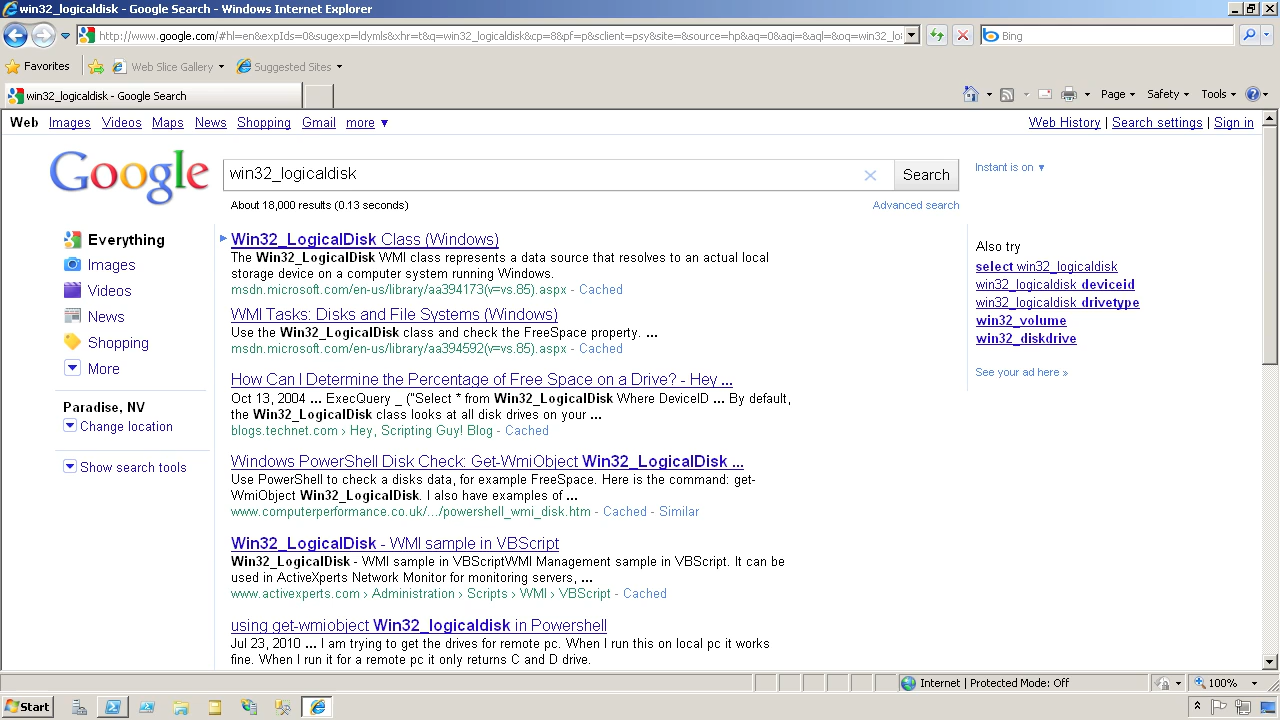 win32_logicaldisk - Google Search - Windows Internet Explorer
http://www.google.com/#hl=en&expIds=0&sugexp=ldymls&xhr=t&q=win32_logicaldisk&cp=8&pf=p&sclient=psy&site=&source=hp&aq=0&aqi=&aql=&oq=win32_lo
Bing
Favorites
Web Slice Gallery
Suggested Sites
win32_logicaldisk - Google Search
Page
Safety
Tools
Web Images Videos Maps News Shopping Gmail more ▼
Web History | Search settings | Sign in
Google
win32_logicaldisk
Search
Instant is on ▼
About 18,000 results (0.13 seconds)
Advanced search
Everything
Images
Videos
News
Shopping
More
Paradise, NV
Change location
Show search tools
Win32_LogicalDisk Class (Windows)
The Win32_LogicalDisk WMI class represents a data source that resolves to an actual local
storage device on a computer system running Windows.
msdn.microsoft.com/en-us/library/aa394173(v=vs.85).aspx - Cached
WMI Tasks: Disks and File Systems (Windows)
Use the Win32_LogicalDisk class and check the FreeSpace property. ...
msdn.microsoft.com/en-us/library/aa394592(v=vs.85).aspx - Cached
How Can I Determine the Percentage of Free Space on a Drive? - Hey ...
Oct 13, 2004 ... ExecQuery _ ("Select * from Win32_LogicalDisk Where DeviceID ... By default,
the Win32_LogicalDisk class looks at all disk drives on your ...
blogs.technet.com › Hey, Scripting Guy! Blog - Cached
Windows PowerShell Disk Check: Get-WmiObject Win32_LogicalDisk ...
Use PowerShell to check a disks data, for example FreeSpace. Here is the command: get-
WmiObject Win32_LogicalDisk. I also have examples of ...
www.computerperformance.co.uk/.../powershell_wmi_disk.htm - Cached - Similar
Win32_LogicalDisk - WMI sample in VBScript
Win32_LogicalDisk - WMI sample in VBScriptWMI Management sample in VBScript. It can be
used in ActiveXperts Network Monitor for monitoring servers, ...
www.activexperts.com › Administration › Scripts › WMI › VBScript - Cached
using get-wmiobject Win32_logicaldisk in Powershell
Jul 23, 2010 ... I am trying to get the drives for remote pc. When I run this on local pc it works
fine. When I run it for a remote pc it only returns C and D drive.
Also try
select win32_logicaldisk
win32_logicaldisk deviceid
win32_logicaldisk drivetype
win32_volume
win32_diskdrive
See your ad here »
Internet | Protected Mode: Off
100%
Start